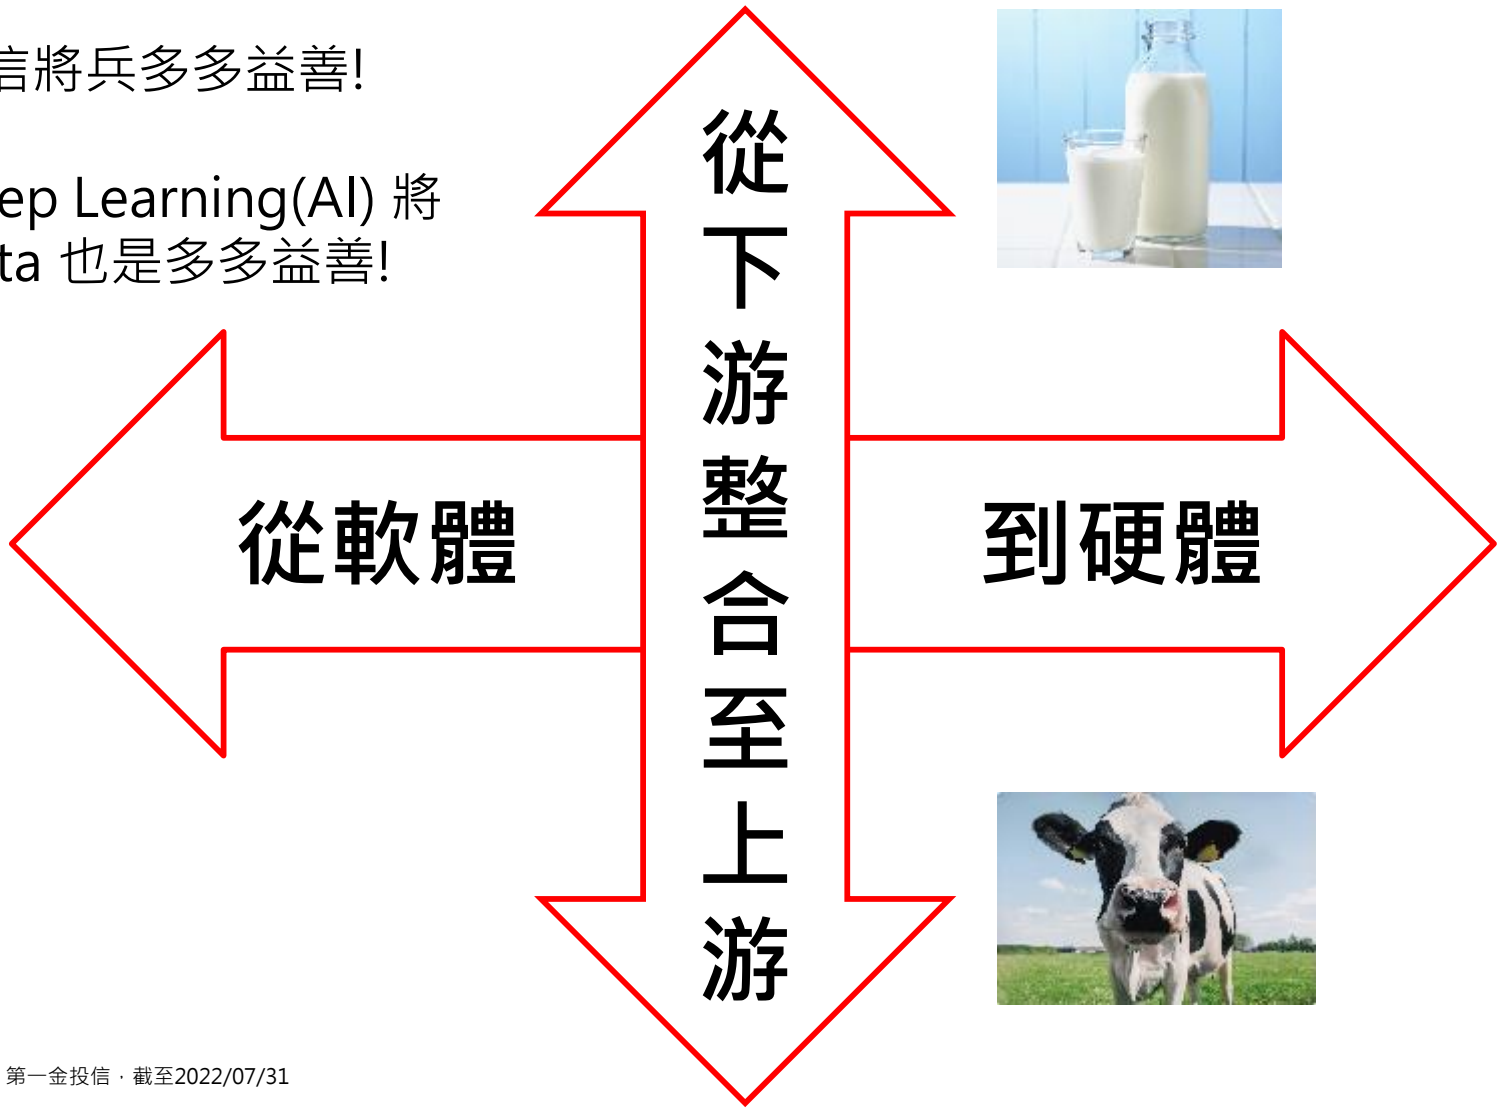 言將兵多多益善!
ep Learning(AI) 將
ta 也是多多益善!
從下游整合至上游
從軟體
到硬體
第一金投信，截至2022/07/31